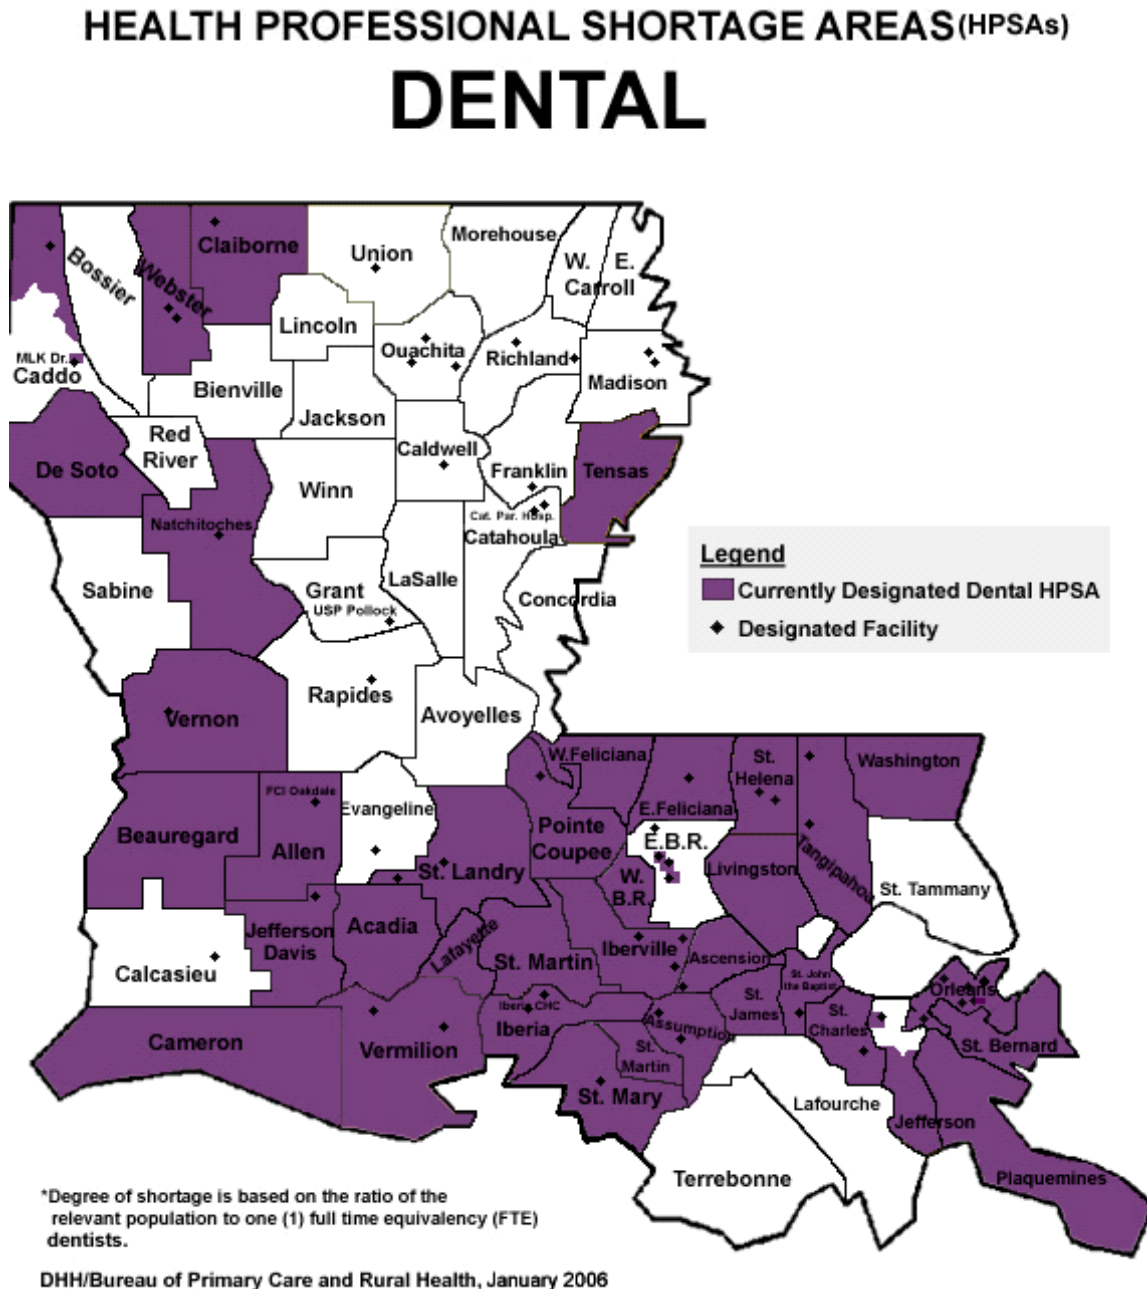 HEALTH PROFESSIONAL SHORTAGE AREAS (HPSAs)
DENTAL
Claiborne
Union
Morehouse
W.
Carroll
E.
Bossier
Webster
Lincoln
Ouachita
Richland
MLK Dr.
Caddo
Bienville
Madison
Jackson
Red
River
Caldwell
De Soto
Franklin
Tensas
Winn
Natchitoches
Cat. Par. Hosp.
Catahoula
Sabine
Grant
USP Pollock
LaSalle
Concordia
Legend
Currently Designated Dental HPSA
Designated Facility
Rapides
Vernon
Avoyelles
W.Feliciana
St.
Helena
Washington
FCI Oakdale
Evangeline
E.Feliciana
Beauregard
Allen
Pointe
Coupee
E.B.R.
St. Landry
W.
B.R.
Livingston
Tangipahoa
St. Tammany
Acadia
Jefferson
Davis
Lafayette
Iberville
Ascension
Calcasieu
St. Martin
St. John
the Baptist
Orleans
Iberia CHC
Iberia
Assumption
St.
James
St.
Charles
Cameron
Vermilion
St.
Martin
St. Bernard
St. Mary
Lafourche
Jefferson
Terrebonne
Plaquemines
*Degree of shortage is based on the ratio of the
relevant population to one (1) full time equivalency (FTE)
dentists.
DHH/Bureau of Primary Care and Rural Health, January 2006